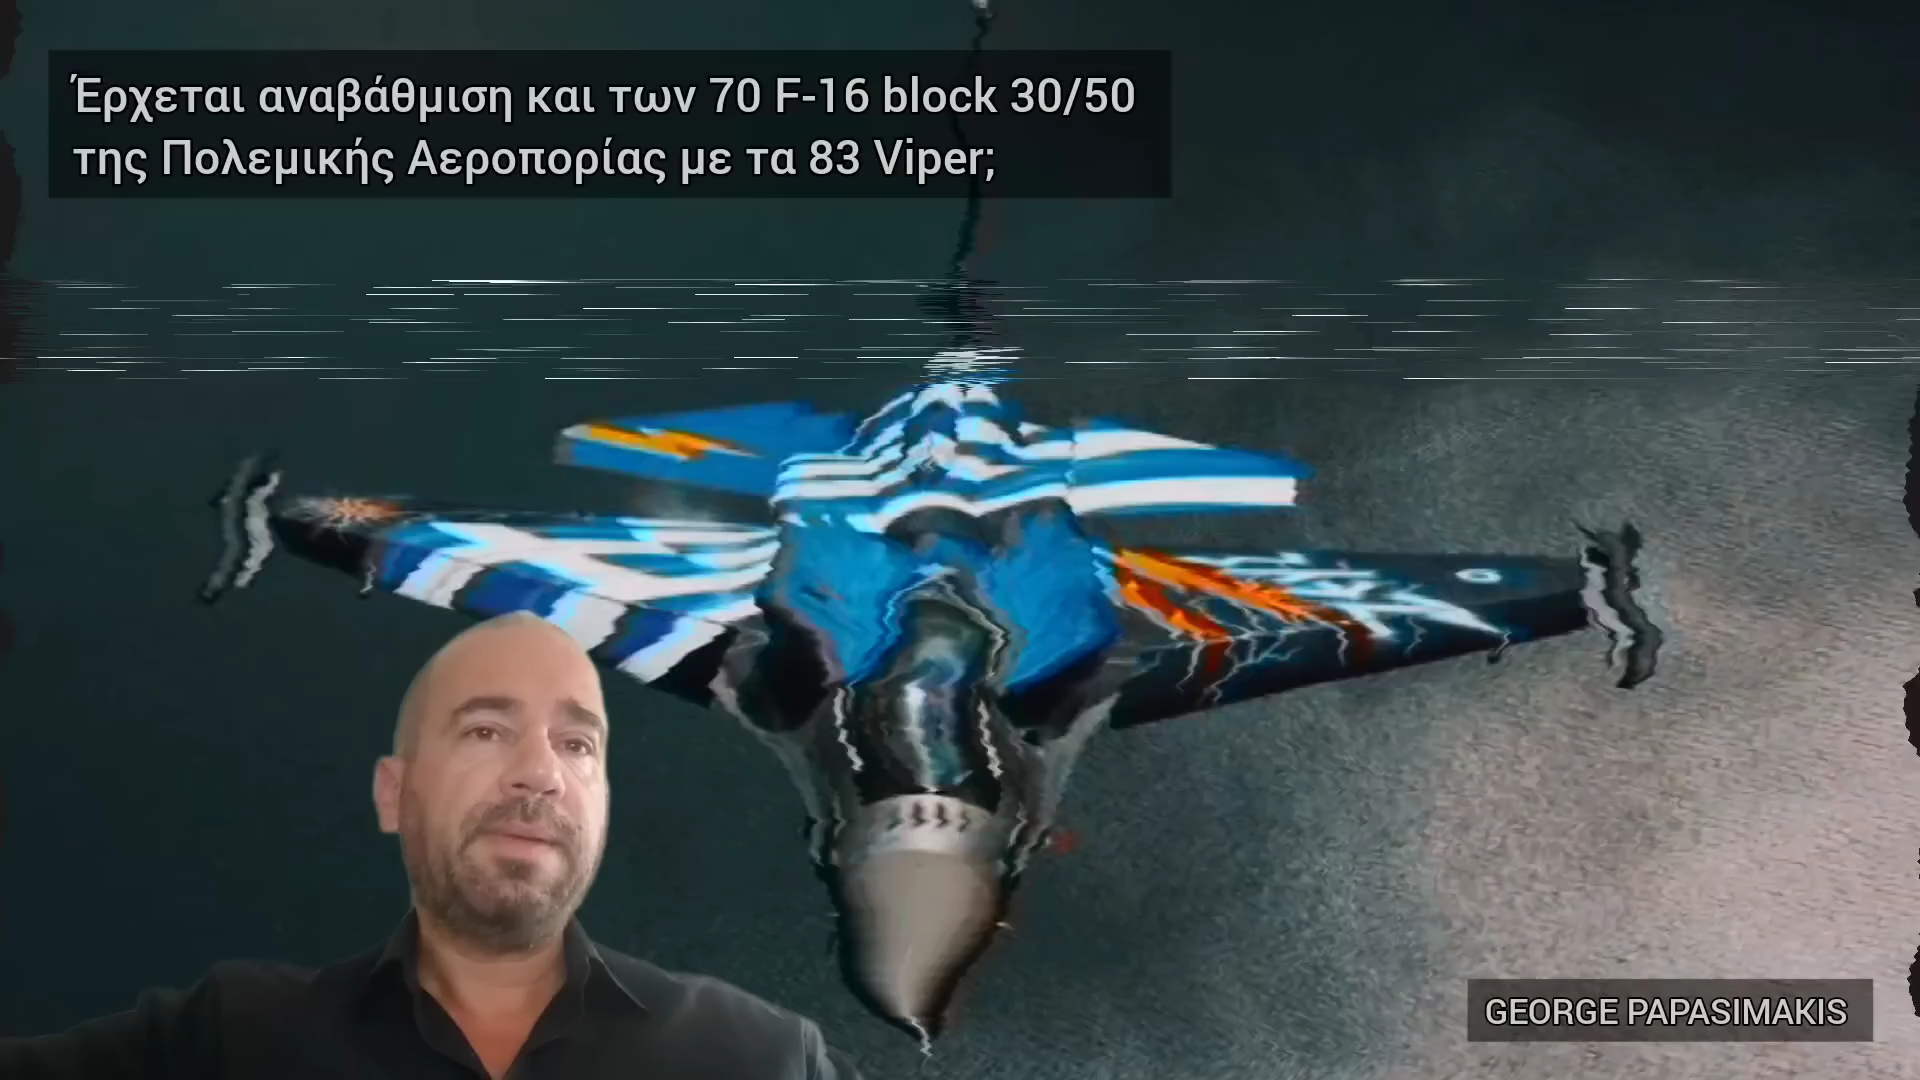 Έρχεται αναβάθμιση και των 70 F-16 block 30/50
της Πολεμικής Αεροπορίας με τα 83 Viper;
GEORGE PAPASIMAKIS